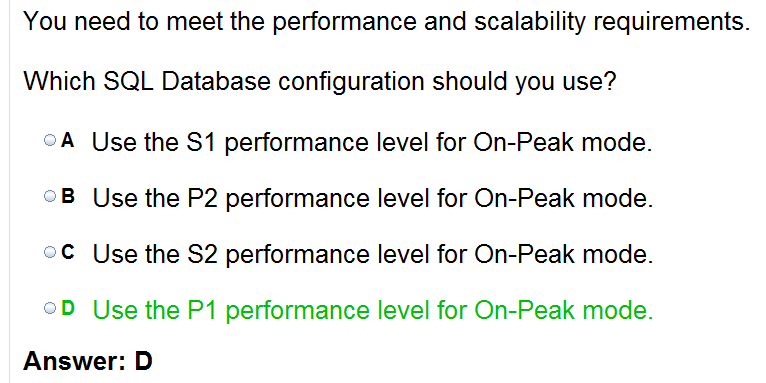 You need to meet the performance and scalability requirements.
Which SQL Database configuration should you use?
A Use the S1 performance level for On-Peak mode.
B Use the P2 performance level for On-Peak mode.
C Use the S2 performance level for On-Peak mode.
D Use the P1 performance level for On-Peak mode.
Answer: D